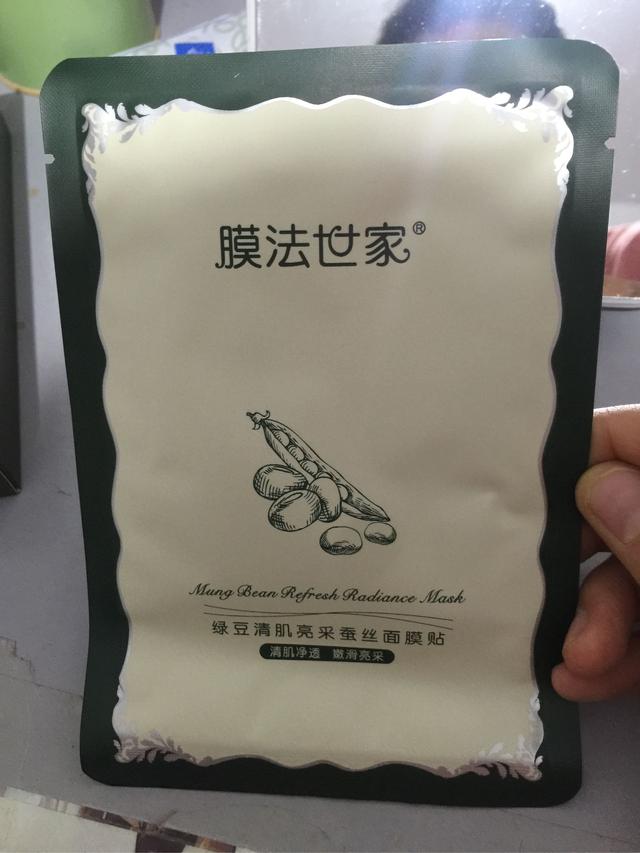 膜法世家®
Mung Bean Refresh Radiance Mask
绿豆清肌亮采蚕丝面膜贴
清肌净透 嫩滑亮采